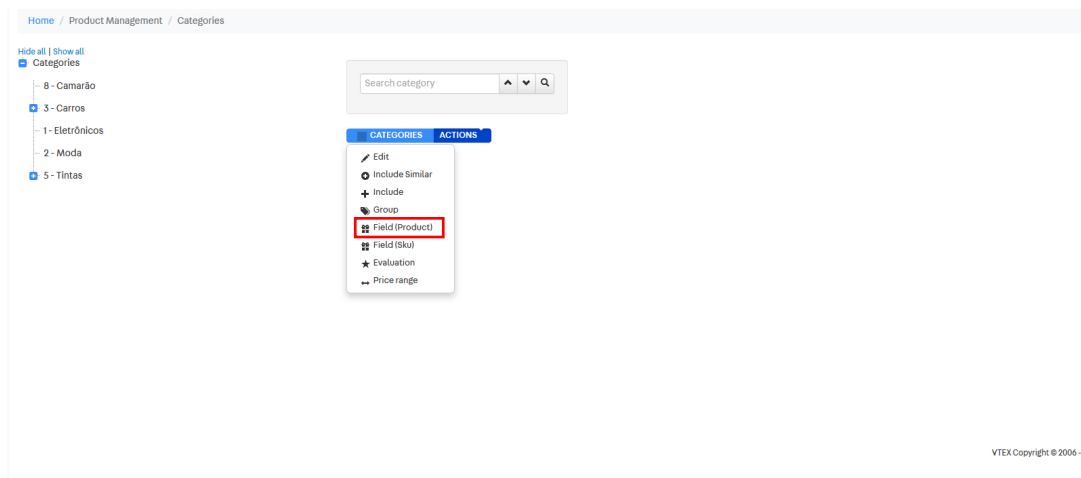 Home / Product Management / Categories
Hide all | Show all
Categories
8 - Camarão
3 - Carros
1 - Eletrônicos
2 - Moda
5 - Tintas
Search category
CATEGORIES ACTIONS
Edit
Include Similar
Include
Group
Field (Product)
Field (Sku)
Evaluation
Price range
VTEX Copyright © 2006 -